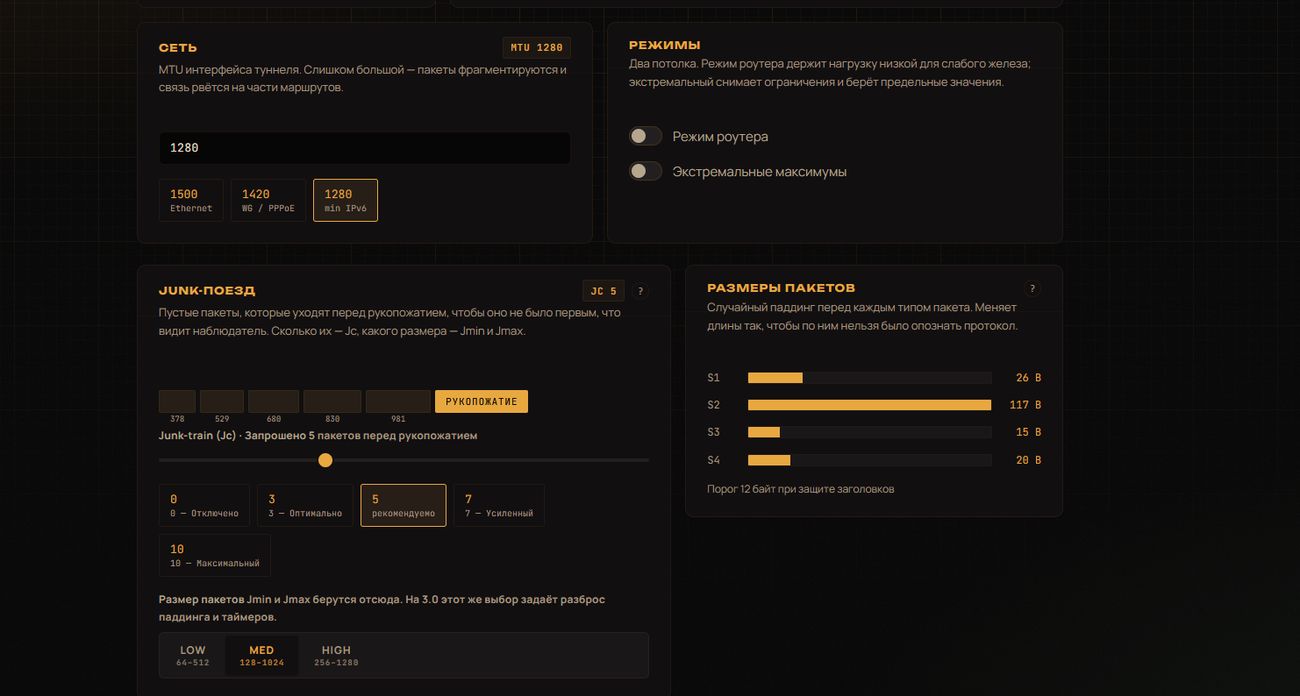 СЕТЬ
MTU 1280
MTU интерфейса туннеля. Слишком большой — пакеты фрагментируются и
связь рвётся на части маршрутов.
1280
1500
Ethernet
1420
WG / PPPoE
1280
min IPv6
РЕЖИМЫ
Два потолка. Режим роутера держит нагрузку низкой для слабого железа;
экстремальный снимает ограничения и берёт предельные значения.
Режим роутера
Экстремальные максимумы
JUNK-ПОЕЗД
JC 5
?
Пустые пакеты, которые уходят перед рукопожатием, чтобы оно не было первым, что
видит наблюдатель. Сколько их — Jc, какого размера — Jmin и Jmax.
РУКОПОЖАТИЕ
378
529
680
830
981
Junk-train (Jc) · Запрошено 5 пакетов перед рукопожатием
0
0 — Отключено
3
3 — Оптимально
5
рекомендуемо
7
7 — Усиленный
10
10 — Максимальный
Размер пакетов Jmin и Jmax берутся отсюда. На 3.0 этот же выбор задаёт разброс
паддинга и таймеров.
LOW
64–512
MED
128–1024
HIGH
256–1280
РАЗМЕРЫ ПАКЕТОВ
?
Случайный паддинг перед каждым типом пакета. Меняет
длины так, чтобы по ним нельзя было опознать протокол.
S1 26 B
S2 117 B
S3 15 B
S4 20 B
Порог 12 байт при защите заголовков